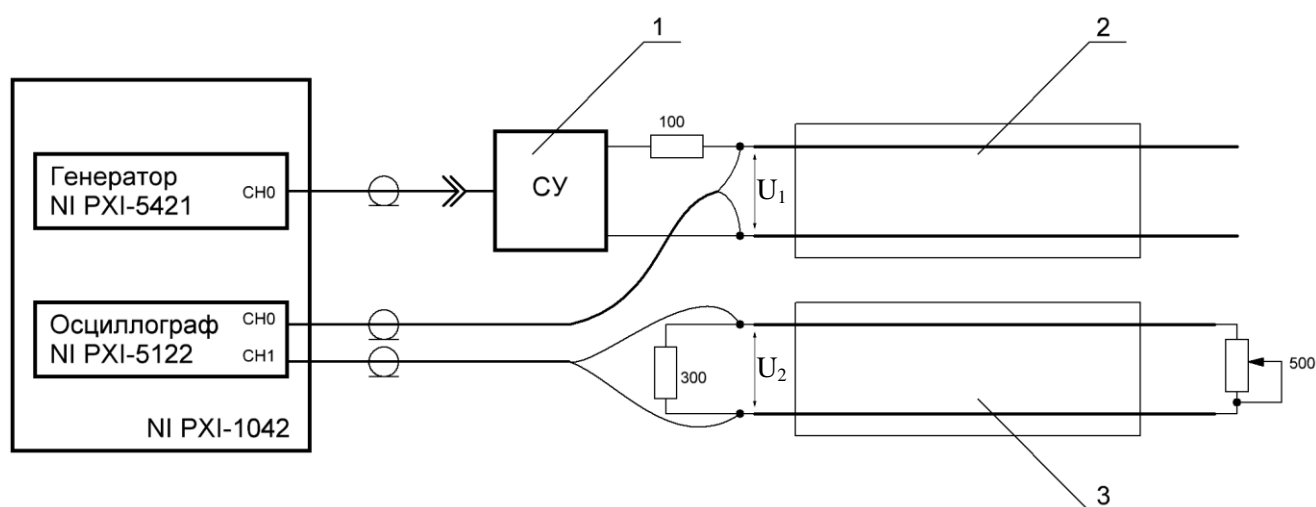 1
2
100
Генератор
NI PXI-5421
CH0
СУ
U₁
Осциллограф
NI PXI-5122
CH0
CH1
300
U₂
500
NI PXI-1042
3